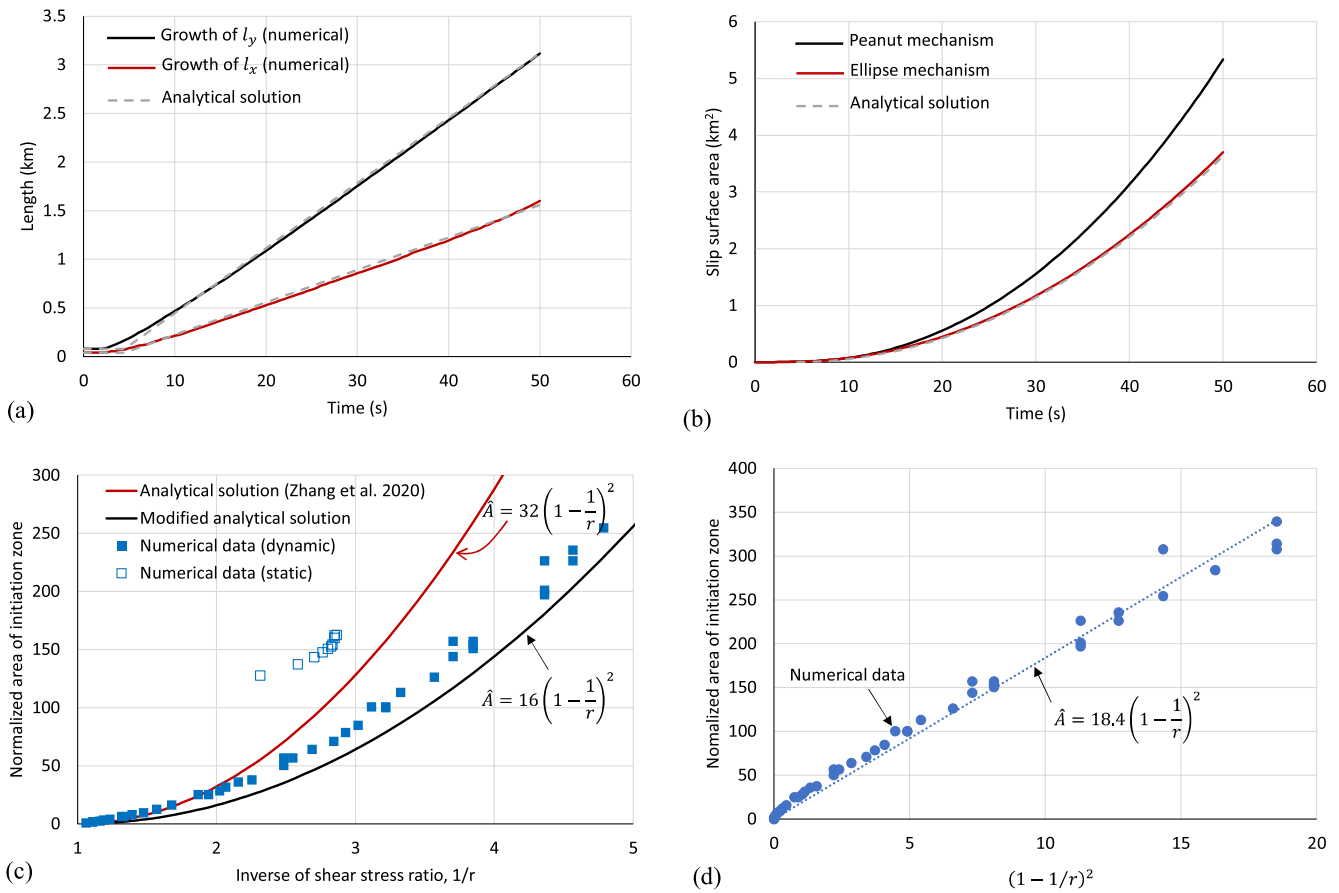 3.5
3
2.5
2
1.5
1
0.5
0
Length (km)
Growth of l_y (numerical)
Growth of l_x (numerical)
Analytical solution
0 10 20 30 40 50 60
Time (s)
(a)
6
5
4
3
2
1
0
Slip surface area (km²)
Peanut mechanism
Ellipse mechanism
Analytical solution
0 10 20 30 40 50 60
Time (s)
(b)
300
250
200
150
100
50
0
Normalized area of initiation zone
Analytical solution (Zhang et al. 2020)
Modified analytical solution
Numerical data (dynamic)
Numerical data (static)
Â = 32(1 − 1/r)²
Â = 16(1 − 1/r)²
1 2 3 4 5
Inverse of shear stress ratio, 1/r
(c)
400
350
300
250
200
150
100
50
0
Nomalized area of initiation zone
Numerical data
Â = 18.4(1 − 1/r)²
0 5 10 15 20
(1 − 1/r)²
(d)